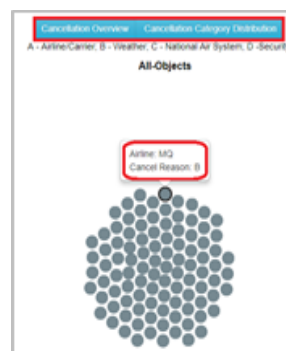 Cancellation Overview Cancellation Category Distribution
A - Airline/Carrier, B - Weather, C - National Air System, D -Securit
All-Objects
Airline: MQ
Cancel Reason: B